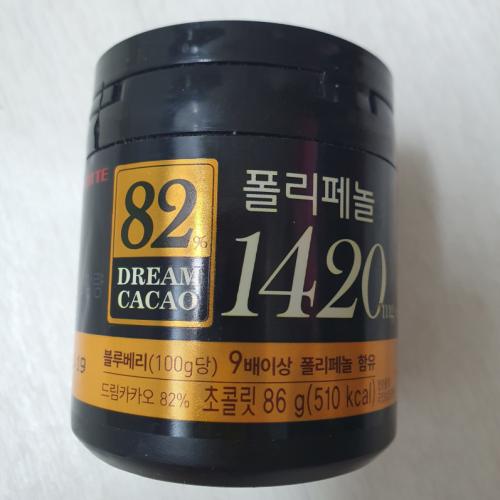 82%
DREAM
CACAO
폴리페놀
1420mg
블루베리(100g당) 9배이상 폴리페놀 함유
드림카카오 82% 초콜릿 86 g(510 kcal)